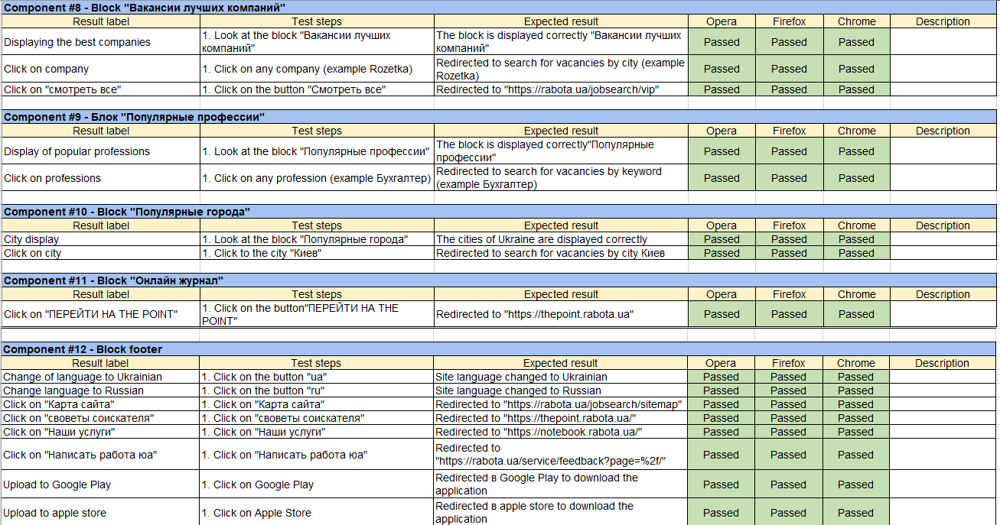 Component #8 - Block "Вакансии лучших компаний"
Result label Test steps Expected result Opera Firefox Chrome Description
Displaying the best companies 1. Look at the block "Вакансии лучших компаний" The block is displayed correctly "Вакансии лучших компаний" Passed Passed Passed
Click on company 1. Click on any company (example Rozetka) Redirected to search for vacancies by city (example Rozetka) Passed Passed Passed
Click on "смотреть все" 1. Click on the button "Смотреть все" Redirected to "https://rabota.ua/jobsearch/vip" Passed Passed Passed
Component #9 - Блок "Популярные профессии"
Result label Test steps Expected result Opera Firefox Chrome Description
Display of popular professions 1. Look at the block "Популярные профессии" The block is displayed correctly"Популярные профессии" Passed Passed Passed
Click on professions 1. Click on any profession (example Бухгалтер) Redirected to search for vacancies by keyword (example Бухгалтер) Passed Passed Passed
Component #10 - Block "Популярные города"
Result label Test steps Expected result Opera Firefox Chrome Description
City display 1. Look at the block "Популярные города" The cities of Ukraine are displayed correctly Passed Passed Passed
Click on city 1. Click to the city "Киев" Redirected to search for vacancies by city Киев Passed Passed Passed
Component #11 - Block "Онлайн журнал"
Result label Test steps Expected result Opera Firefox Chrome Description
Click on "ПЕРЕЙТИ НА THE POINT" 1. Click on the button"ПЕРЕЙТИ НА THE POINT" Redirected to "https://thepoint.rabota.ua" Passed Passed Passed
Component #12 - Block footer
Result label Test steps Expected result Opera Firefox Chrome Description
Change of language to Ukrainian 1. Click on the button "ua" Site language changed to Ukrainian Passed Passed Passed
Change language to Russian 1. Click on the button "ru" Site language changed to Russian Passed Passed Passed
Click on "Карта сайта" 1. Click on "Карта сайта" Redirected to "https://rabota.ua/jobsearch/sitemap" Passed Passed Passed
Click on "своветы соискателя" 1. Click on "своветы соискателя" Redirected to "https://thepoint.rabota.ua/" Passed Passed Passed
Click on "Наши услуги" 1. Click on "Наши услуги" Redirected to "https://notebook.rabota.ua/" Passed Passed Passed
Click on "Написать работа юа" 1. Click on "Написать работа юа" Redirected to "https://rabota.ua/service/feedback?page=%2f/" Passed Passed Passed
Upload to Google Play 1. Click on Google Play Redirected в Google Play to download the application Passed Passed Passed
Upload to apple store 1. Click on Apple Store Redirected в apple store to download the application Passed Passed Passed